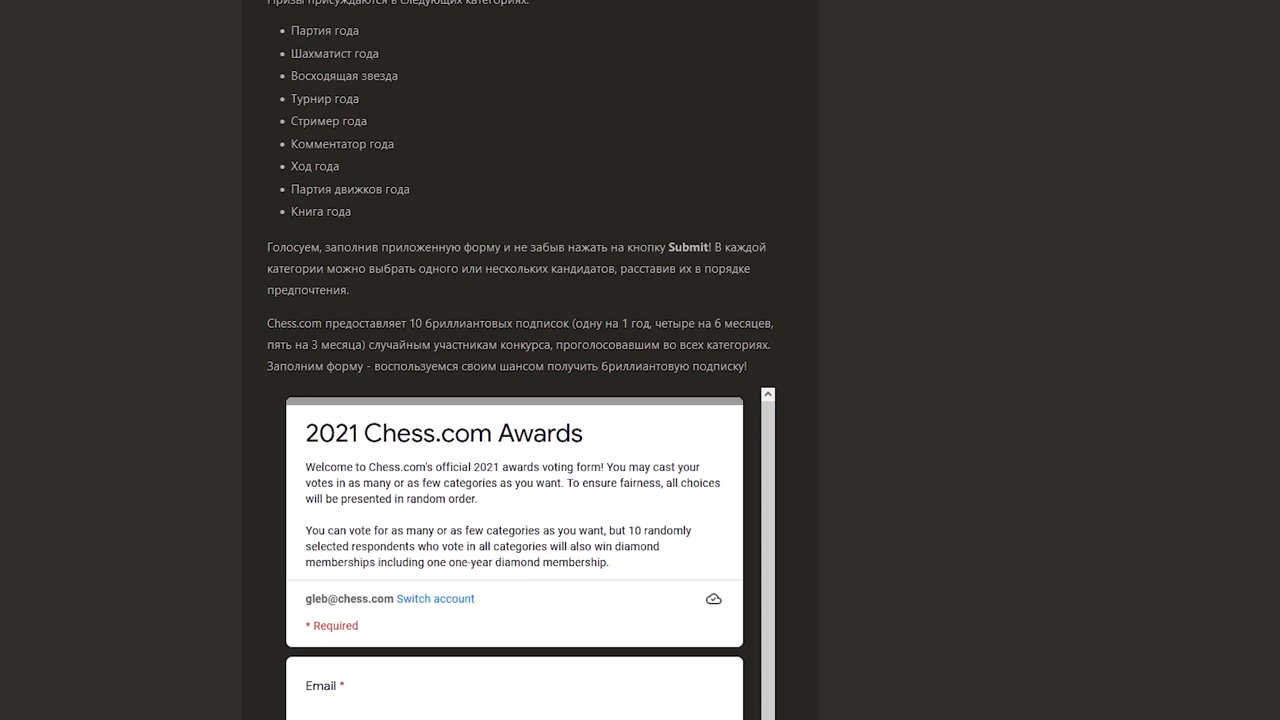 Призы присуждаются в следующих категориях:
Партия года
Шахматист года
Восходящая звезда
Турнир года
Стример года
Комментатор года
Ход года
Партия движков года
Книга года
Голосуем, заполнив приложенную форму и не забыв нажать на кнопку Submit! В каждой
категории можно выбрать одного или нескольких кандидатов, расставив их в порядке
предпочтения.
Chess.com предоставляет 10 бриллиантовых подписок (одну на 1 год, четыре на 6 месяцев,
пять на 3 месяца) случайным участникам конкурса, проголосовавшим во всех категориях.
Заполним форму - воспользуемся своим шансом получить бриллиантовую подписку!
2021 Chess.com Awards
Welcome to Chess.com's official 2021 awards voting form! You may cast your
votes in as many or as few categories as you want. To ensure fairness, all choices
will be presented in random order.
You can vote for as many or as few categories as you want, but 10 randomly
selected respondents who vote in all categories will also win diamond
memberships including one one-year diamond membership.
gleb@chess.com Switch account
* Required
Email *